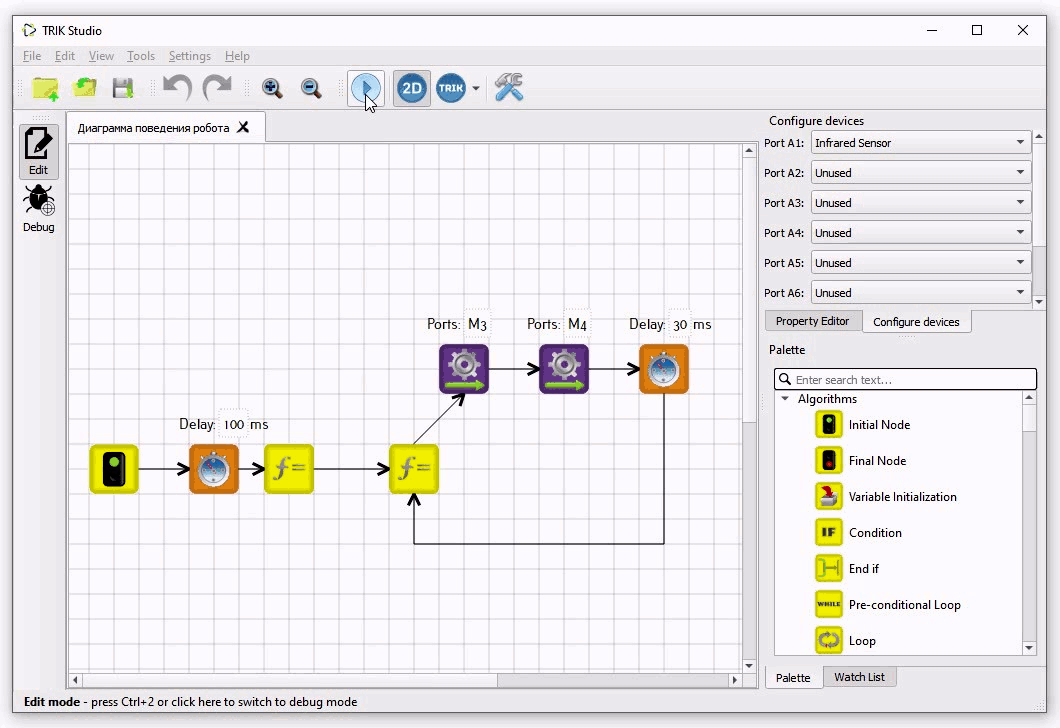 TRIK Studio
File Edit View Tools Settings Help
2D TRIK
Диаграмма поведения робота
Edit
Debug
Ports: M3 Ports: M4 Delay: 30 ms
Delay: 100 ms
f= f=
Configure devices
Port A1: Infrared Sensor
Port A2: Unused
Port A3: Unused
Port A4: Unused
Port A5: Unused
Port A6: Unused
Property Editor Configure devices
Palette
Enter search text...
Algorithms
Initial Node
Final Node
Variable Initialization
IF Condition
End if
WHILE Pre-conditional Loop
Loop
Palette Watch List
Edit mode - press Ctrl+2 or click here to switch to debug mode